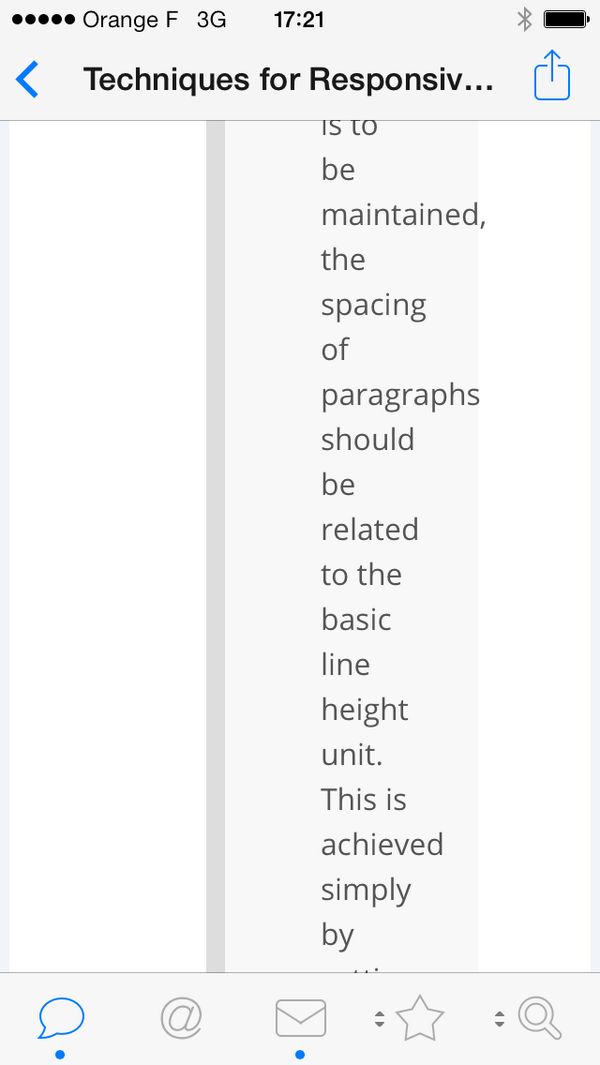 Orange F 3G 17:21
Techniques for Responsiv...
is to
be
maintained,
the
spacing
of
paragraphs
should
be
related
to the
basic
line
height
unit.
This is
achieved
simply
by
@